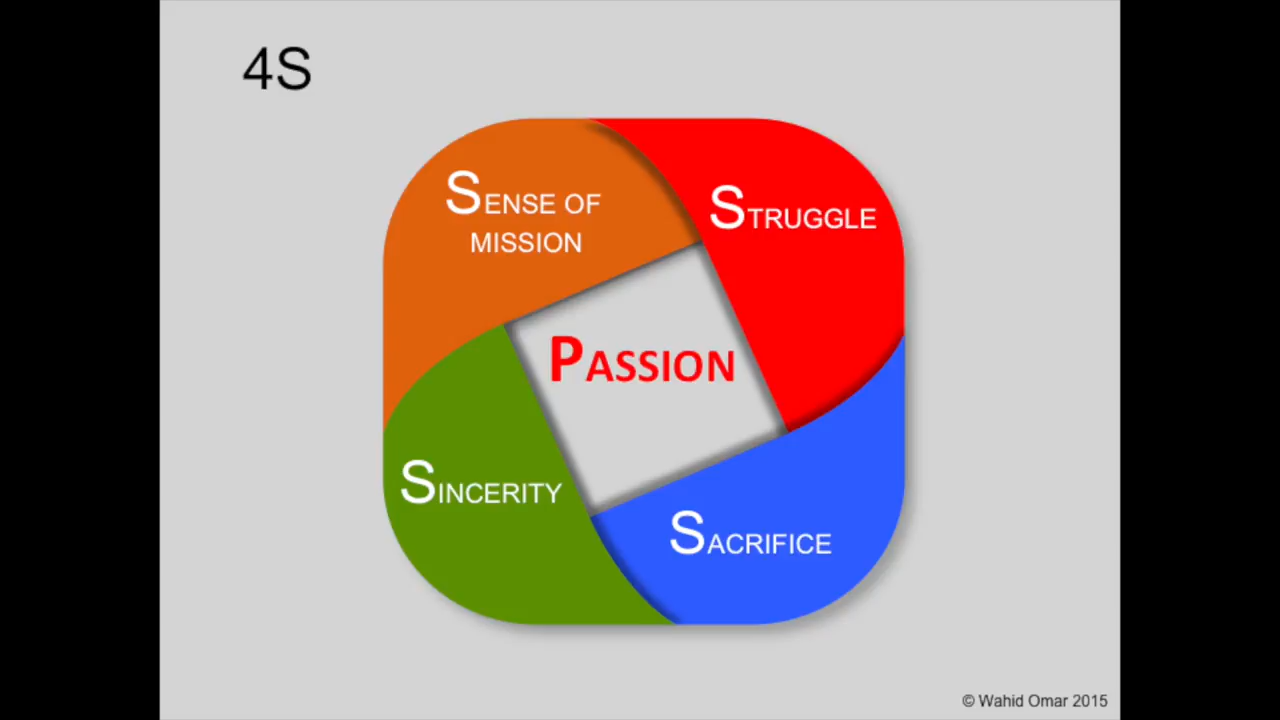 4S
SENSE OF
MISSION
STRUGGLE
PASSION
SINCERITY
SACRIFICE
© Wahid Omar 2015